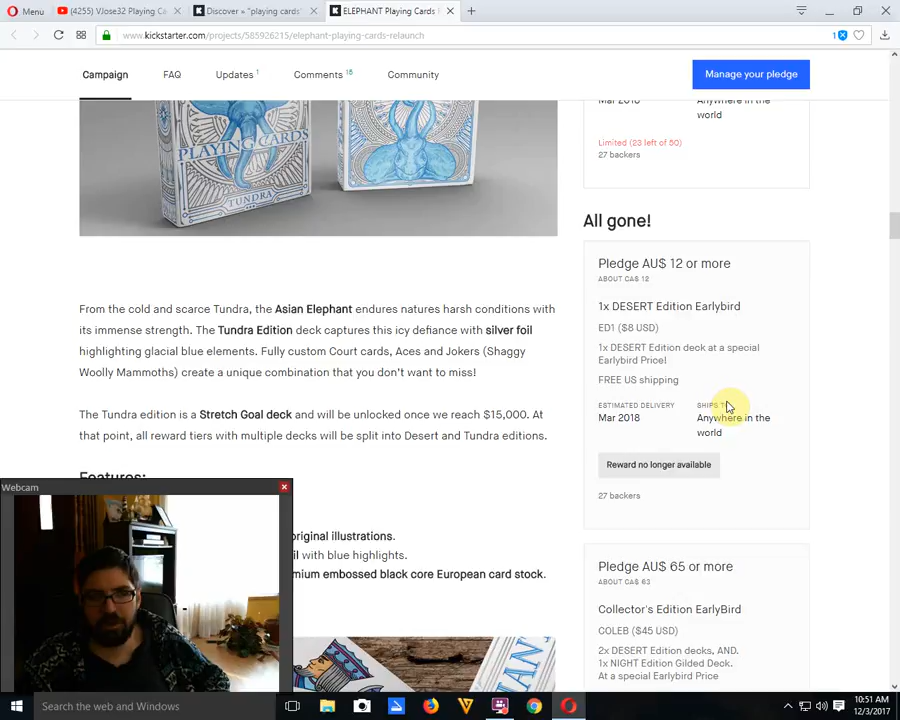 Menu
(4255) VJose32 Playing Ca
Discover » "playing cards"
ELEPHANT Playing Cards
www.kickstarter.com/projects/585926215/elephant-playing-cards-relaunch
1
Campaign
FAQ
Updates 1
Comments
Community
Manage your pledge
PLAYING CARDS
TUNDRA
Mar 2018
Anywhere in the
world
Limited (23 left of 50)
27 backers
From the cold and scarce Tundra, the Asian Elephant endures natures harsh conditions with
its immense strength. The Tundra Edition deck captures this icy defiance with silver foil
highlighting glacial blue elements. Fully custom Court cards, Aces and Jokers (Shaggy
Woolly Mammoths) create a unique combination that you don't want to miss!
The Tundra edition is a Stretch Goal deck and will be unlocked once we reach $15,000. At
that point, all reward tiers with multiple decks will be split into Desert and Tundra editions.
Features:
original illustrations.
with blue highlights.
embossed black core European card stock.
All gone!
Pledge AU$ 12 or more
ABOUT CA$ 12
1x DESERT Edition Earlybird
ED1 ($8 USD)
1x DESERT Edition deck at a special
Earlybird Price!
FREE US shipping
ESTIMATED DELIVERY
Mar 2018
SHIPS
Anywhere in the
world
Reward no longer available
27 backers
Pledge AU$ 65 or more
ABOUT CA$ 63
Collector's Edition EarlyBird
COLEB ($45 USD)
2x DESERT Edition decks, AND.
1x NIGHT Edition Gilded Deck.
At a special Earlybird Price
Webcam
Search the web and Windows
10:51 AM
12/3/2017